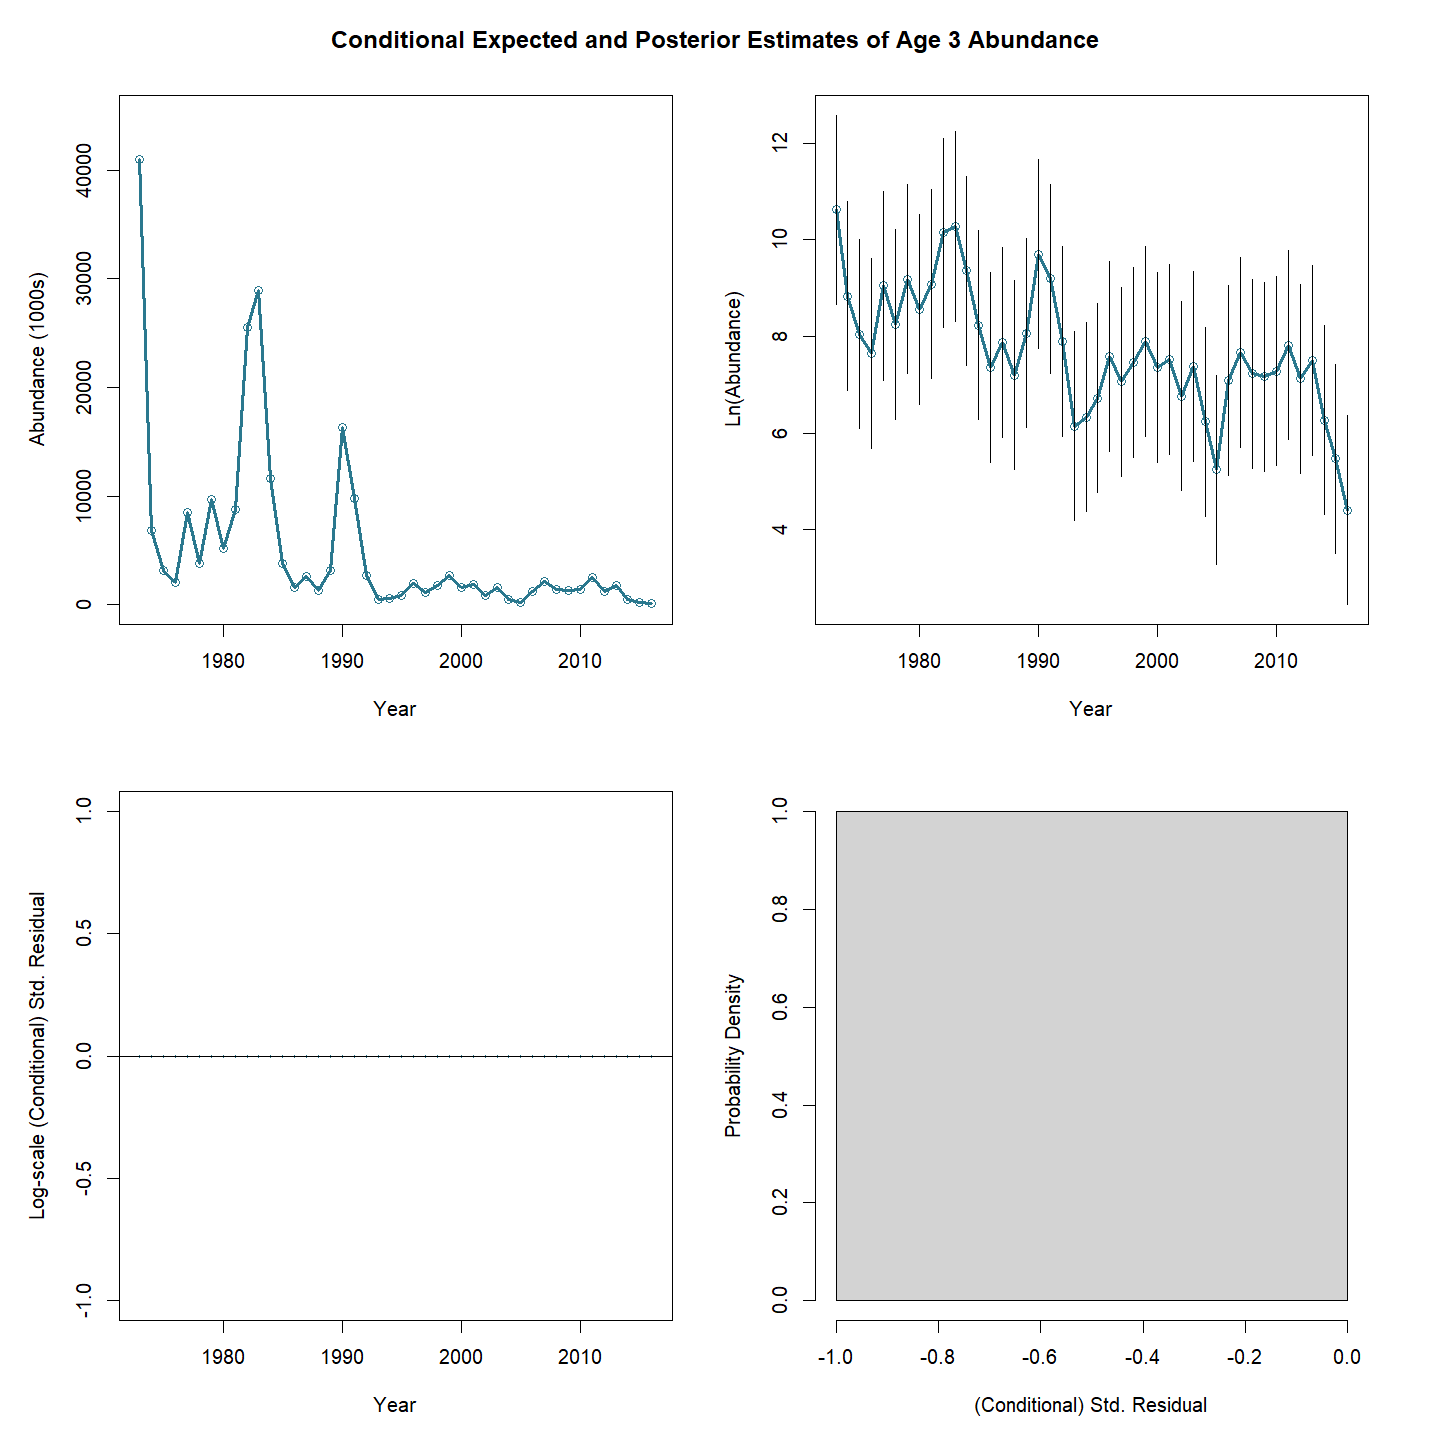 Conditional Expected and Posterior Estimates of Age 3 Abundance
Abundance (1000s)
0 10000 20000 30000 40000
1980 1990 2000 2010
Year
Ln(Abundance)
4 6 8 10 12
1980 1990 2000 2010
Year
Log-scale (Conditional) Std. Residual
-1.0 -0.5 0.0 0.5 1.0
1980 1990 2000 2010
Year
Probability Density
0.0 0.2 0.4 0.6 0.8 1.0
-1.0 -0.8 -0.6 -0.4 -0.2 0.0
(Conditional) Std. Residual